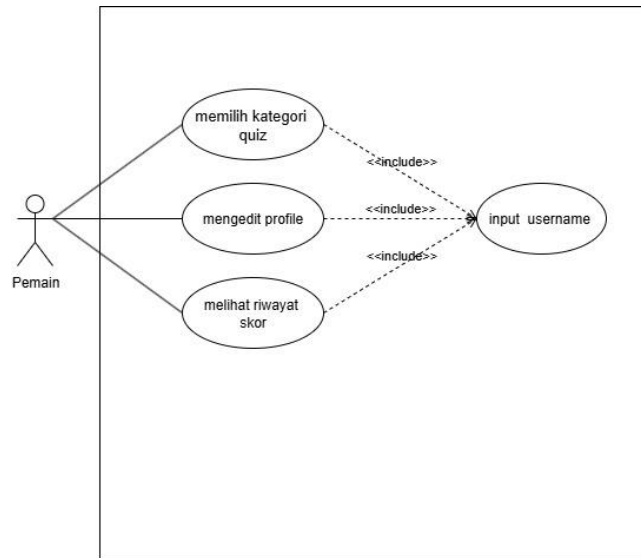 memilih kategori
quiz
<<include>>
mengedit profile
<<include>>
input username
<<include>>
Pemain
melihat riwayat
skor